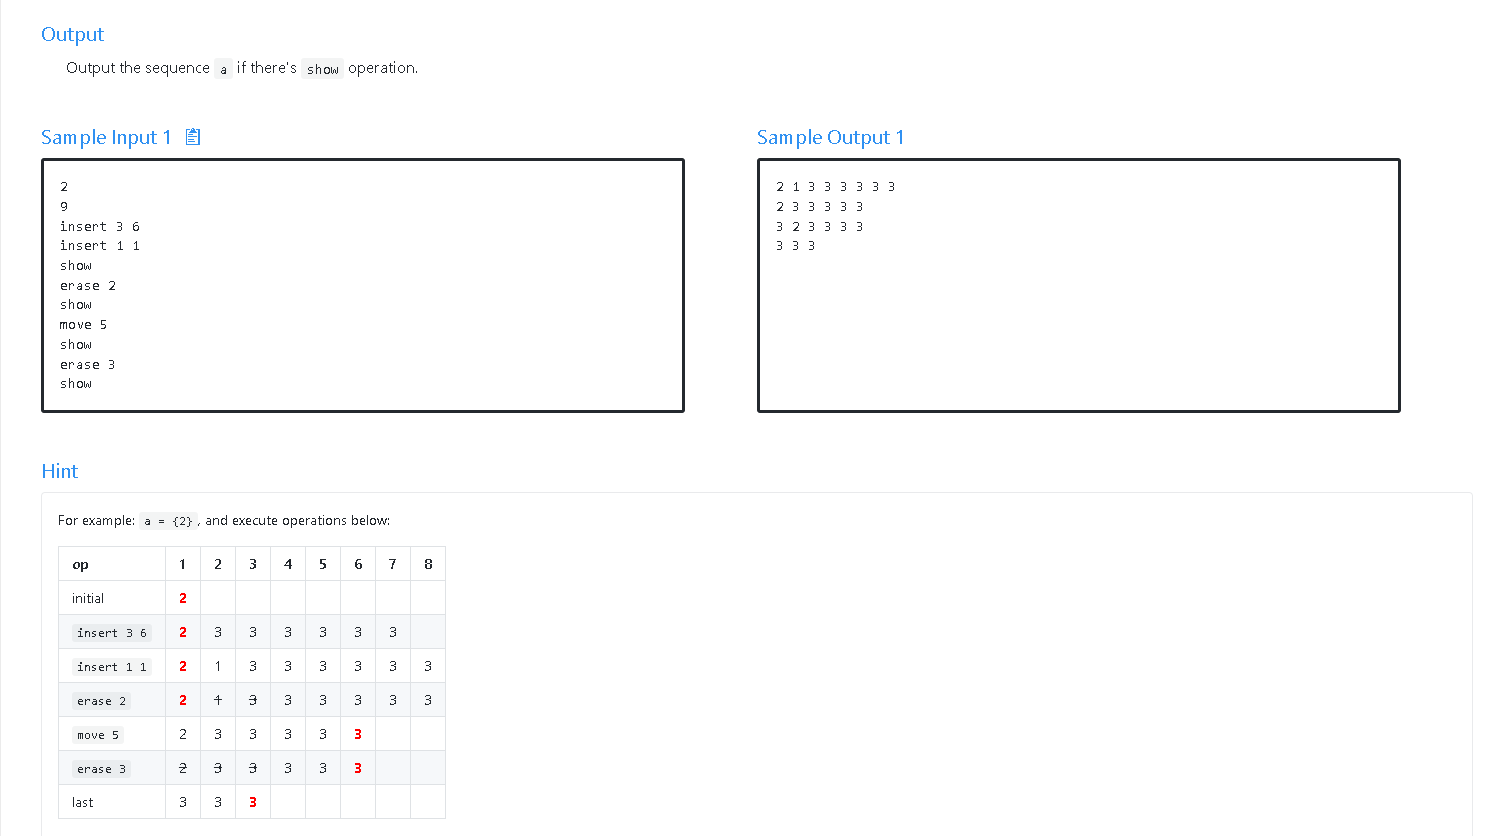 Output
Output the sequence a if there's show operation.
Sample Input 1
2
9
insert 3 6
insert 1 1
show
erase 2
show
move 5
show
erase 3
show
Sample Output 1
2 1 3 3 3 3 3 3
2 3 3 3 3 3
3 2 3 3 3 3
3 3 3
Hint
For example: a = {2}, and execute operations below:
op 1 2 3 4 5 6 7 8
initial 2
insert 3 6 2 3 3 3 3 3 3
insert 1 1 2 1 3 3 3 3 3 3
erase 2 2 1 3 3 3 3 3 3
move 5 2 3 3 3 3 3
erase 3 2 3 3 3 3 3
last 3 3 3